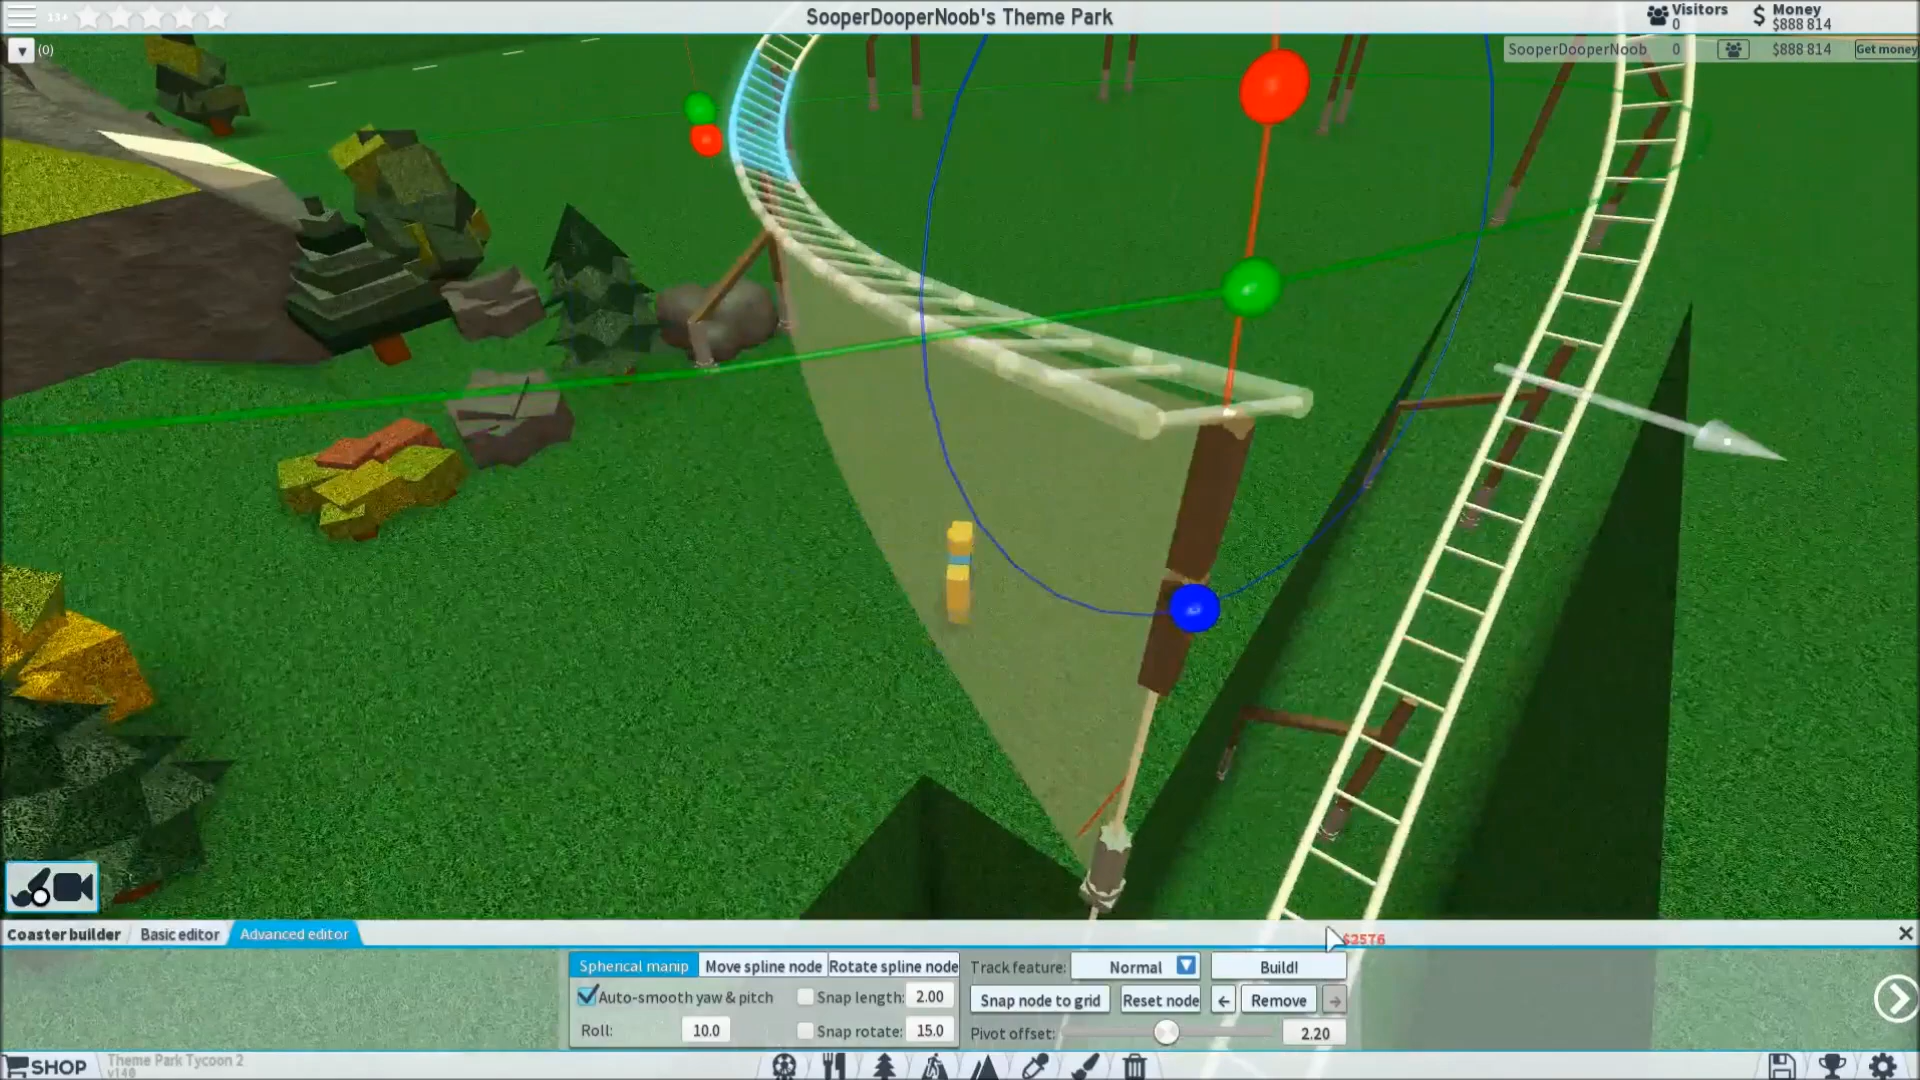 13+
SooperDooperNoob's Theme Park
Visitors
0
$
Money
$888 814
(0)
SooperDooperNoob 0 $888 814 Get money
Coaster builder Basic editor Advanced editor
$2576
Spherical manip Move spline node Rotate spline node Track feature: Normal Build!
Auto-smooth yaw & pitch Snap length: 2.00 Snap node to grid Reset node ← Remove →
Roll: 10.0 Snap rotate: 15.0 Pivot offset: 2.20
SHOP
Theme Park Tycoon 2
v146